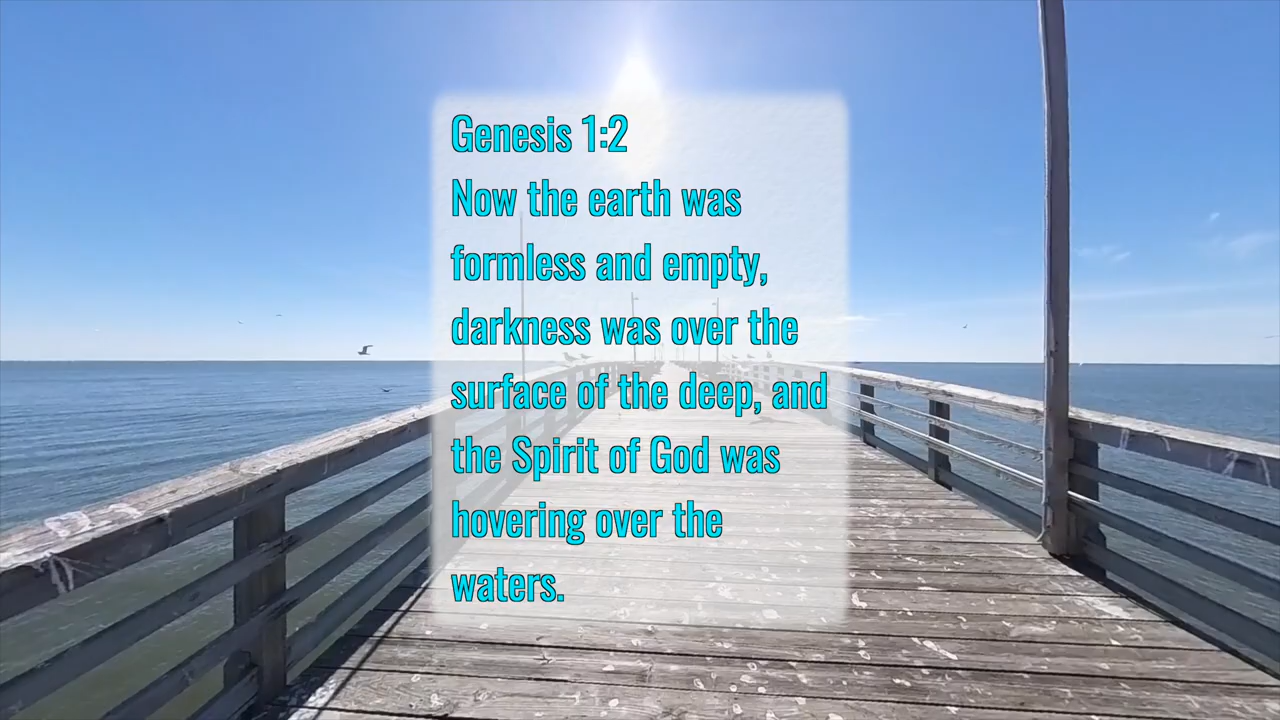 Genesis 1:2
Now the earth was
formless and empty,
darkness was over the
surface of the deep, and
the Spirit of God was
hovering over the
waters.